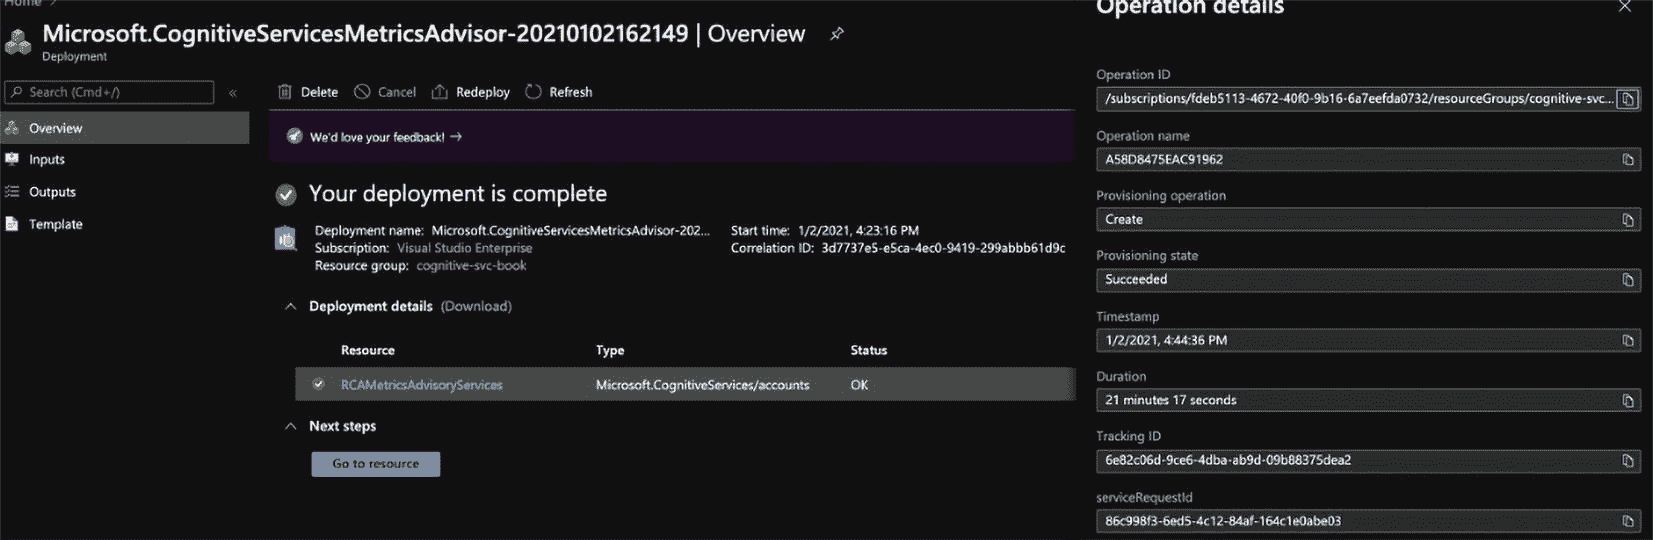 Home
Microsoft.CognitiveServicesMetricsAdvisor-20210102162149 | Overview
Deployment
Search (Cmd+/)
«
Overview
Inputs
Outputs
Template
Delete
Cancel
Redeploy
Refresh
We'd love your feedback! →
Your deployment is complete
Deployment name: Microsoft.CognitiveServicesMetricsAdvisor-202...
Subscription: Visual Studio Enterprise
Resource group: cognitive-svc-book
Start time: 1/2/2021, 4:23:16 PM
Correlation ID: 3d7737e5-e5ca-4ec0-9419-299abbb61d9c
Deployment details (Download)
Resource Type Status
RCAMetricsAdvisoryServices Microsoft.CognitiveServices/accounts OK
Next steps
Go to resource
Operation details
Operation ID
/subscriptions/fdeb5113-4672-40f0-9b16-6a7eefda0732/resourceGroups/cognitive-svc...
Operation name
A58D8475EAC91962
Provisioning operation
Create
Provisioning state
Succeeded
Timestamp
1/2/2021, 4:44:36 PM
Duration
21 minutes 17 seconds
Tracking ID
6e82c06d-9ce6-4dba-ab9d-09b88375dea2
serviceRequestId
86c998f3-6ed5-4c12-84af-164c1e0abe03